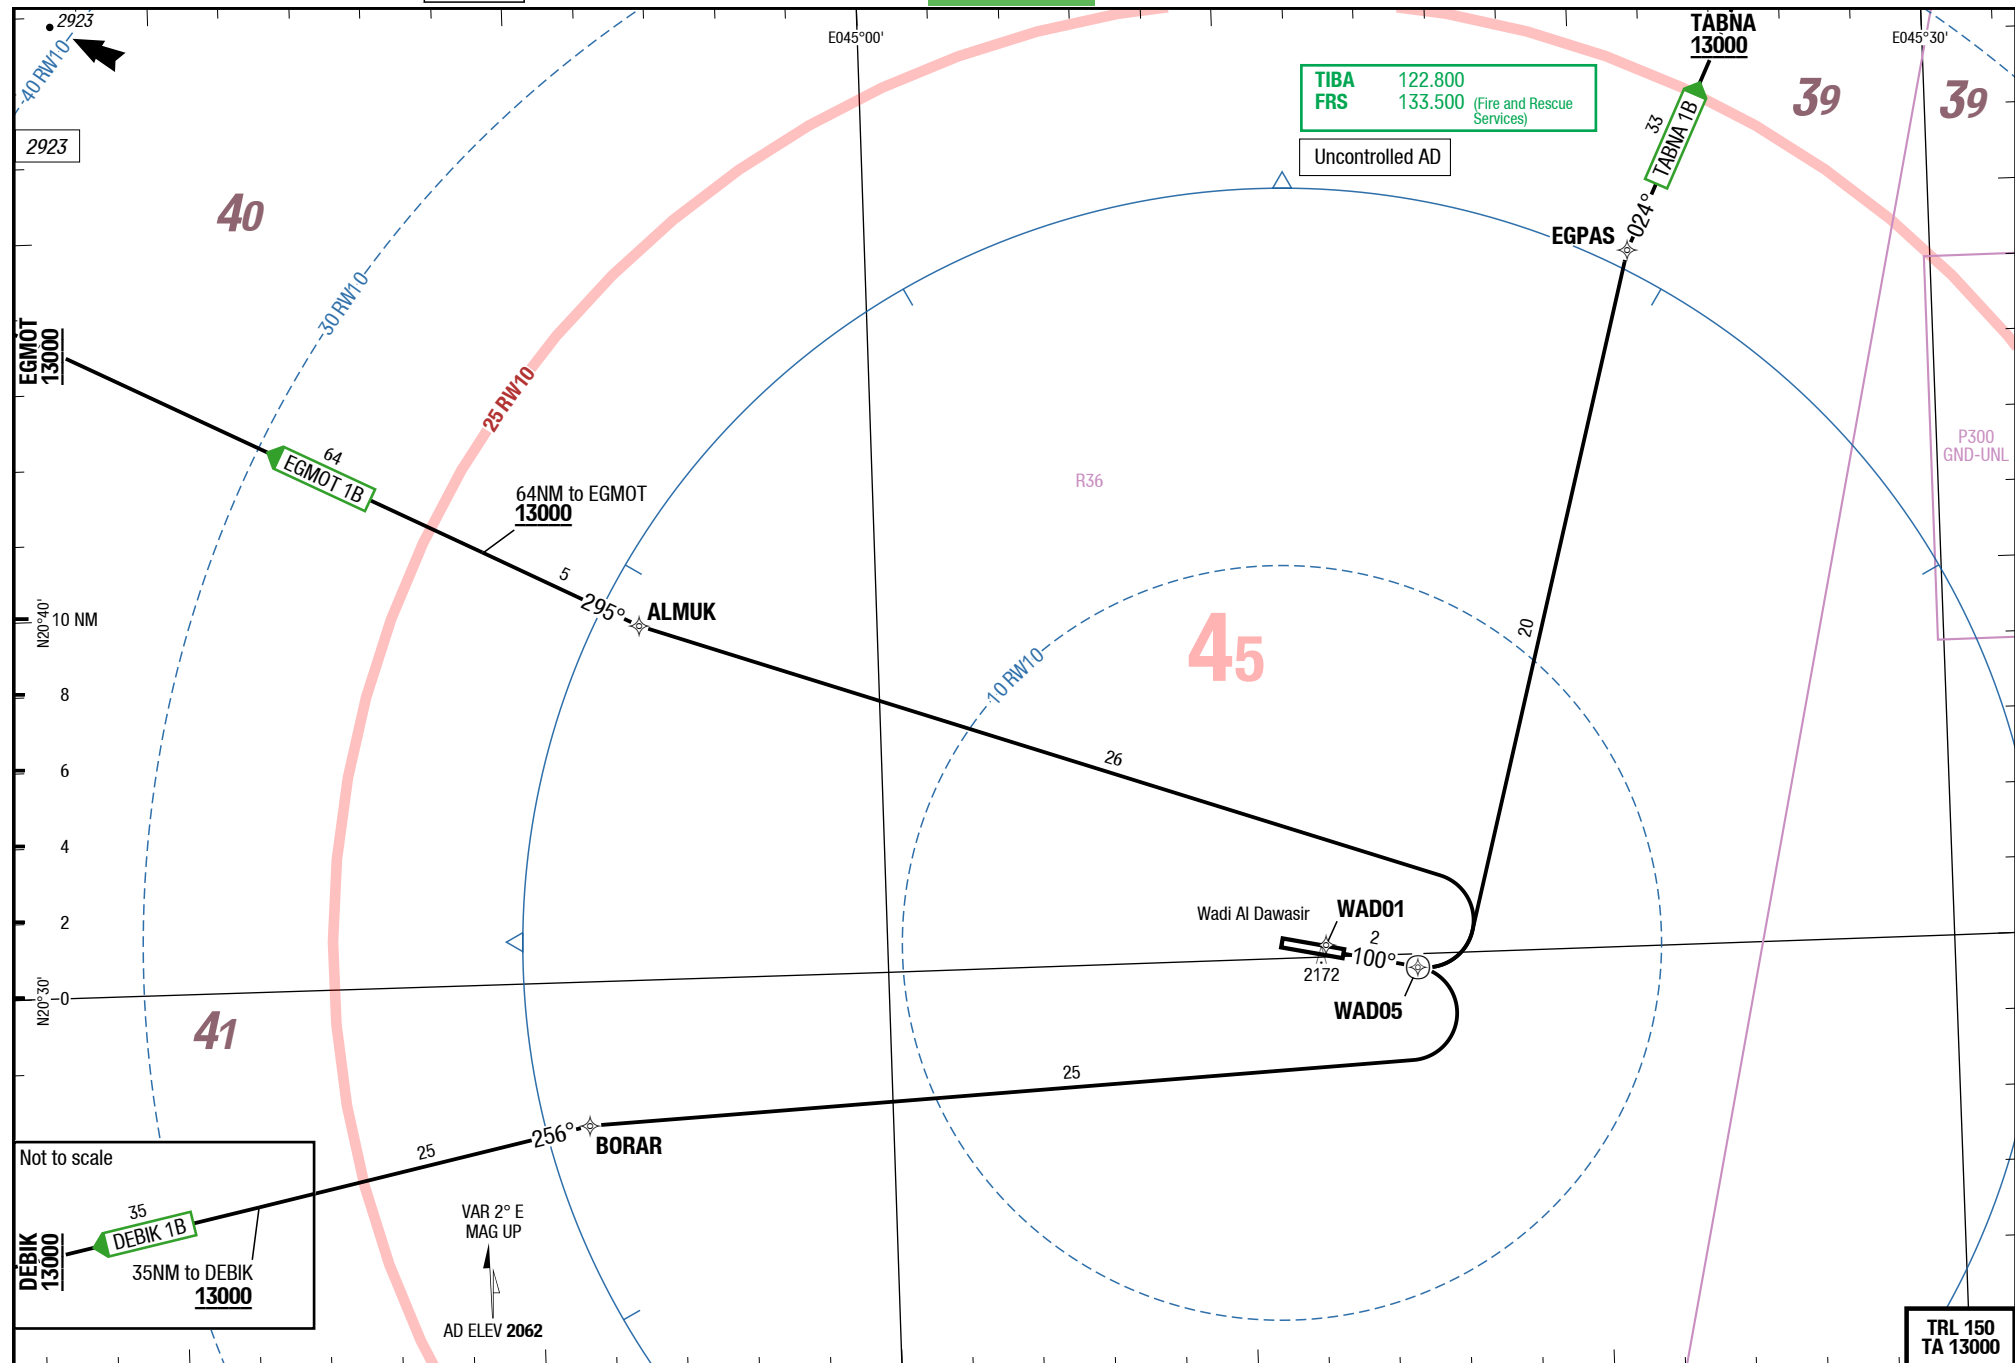 2923
40 RW10
2923
E045°00'
TABNA
13000
E045°30'
TIBA 122.800
FRS 133.500 (Fire and Rescue
Services)
Uncontrolled AD
39
39
33
TABNA 1B
024°
EGPAS
40
30 RW10
EGMOT
13000
25 RW10
64
EGMOT 1B
64NM to EGMOT
13000
R36
P300
GND-UNL
5
295°
ALMUK
N20°40'
10 NM
8
6
4
2
0
N20°30'
20
10 RW10
45
26
Wadi Al Dawasir
WAD01
2
100°
2172
WAD05
41
25
256°
BORAR
25
Not to scale
35
DEBIK 1B
DEBIK
13000
35NM to DEBIK
13000
VAR 2° E
MAG UP
AD ELEV 2062
TRL 150
TA 13000